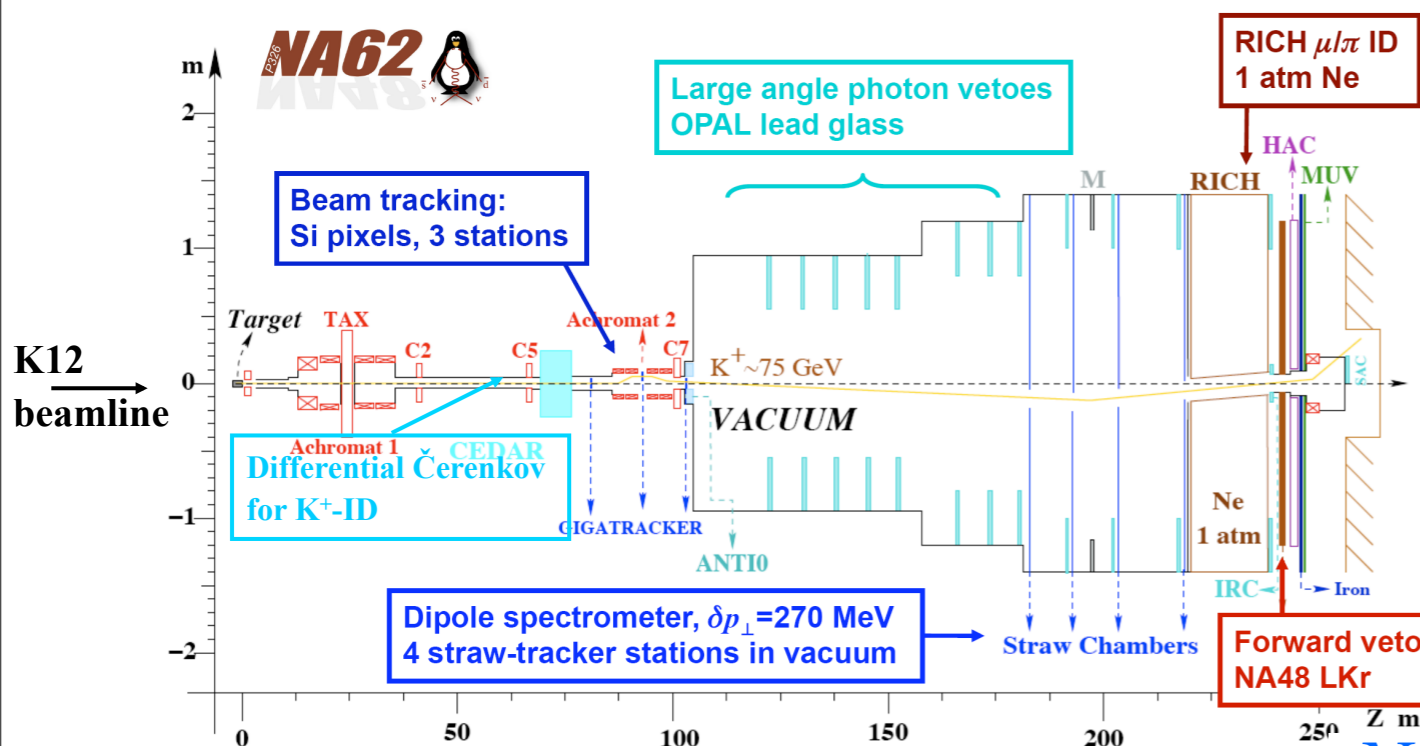 P326
NA62
NA48
s̄
ν
ν
d̄
m
2
1
0
−1
−2
RICH μ/π ID
1 atm Ne
Large angle photon vetoes
OPAL lead glass
Beam tracking:
Si pixels, 3 stations
HAC
M
RICH
MUV
Target
TAX
C2
C5
Achromat 2
C7
K12
beamline
K⁺~75 GeV
VACUUM
SAC
Achromat 1
CEDAR
Differential Čerenkov
for K⁺-ID
GIGATRACKER
ANTI0
Ne
1 atm
IRC
Iron
Dipole spectrometer, δp⊥=270 MeV
4 straw-tracker stations in vacuum
Straw Chambers
Forward veto
NA48 LKr
0
50
100
150
200
250
Z m